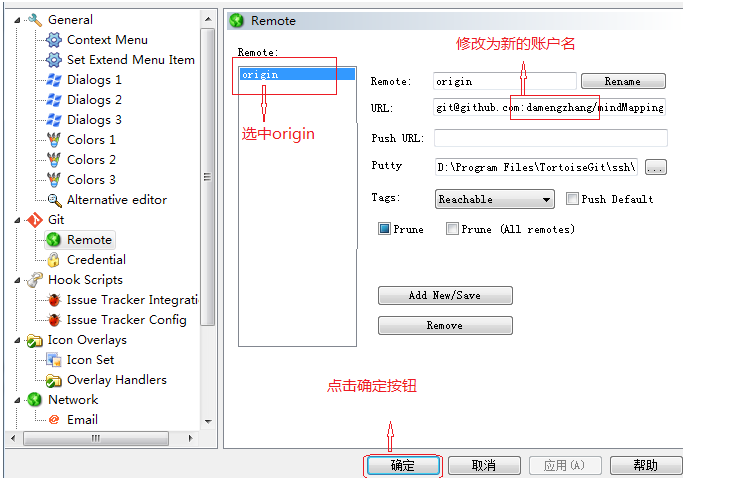 General
Context Menu
Set Extend Menu Item
Dialogs 1
Dialogs 2
Dialogs 3
Colors 1
Colors 2
Colors 3
Alternative editor
Git
Remote
Credential
Hook Scripts
Issue Tracker Integrati
Issue Tracker Config
Icon Overlays
Icon Set
Overlay Handlers
Network
Email
Remote
修改为新的账户名
Remote:
origin
选中origin
Remote: origin Rename
URL: git@github.com:damengzhang/mindMapping
Push URL:
Putty D:\Program Files\TortoiseGit\ssh\ ...
Tags: Reachable Push Default
Prune Prune (All remotes)
Add New/Save
Remove
点击确定按钮
确定 取消 应用(A) 帮助